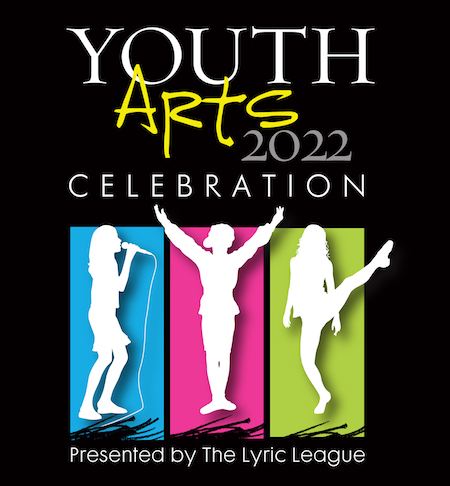 YOUTH
Arts
2022
CELEBRATION
Presented by The Lyric League